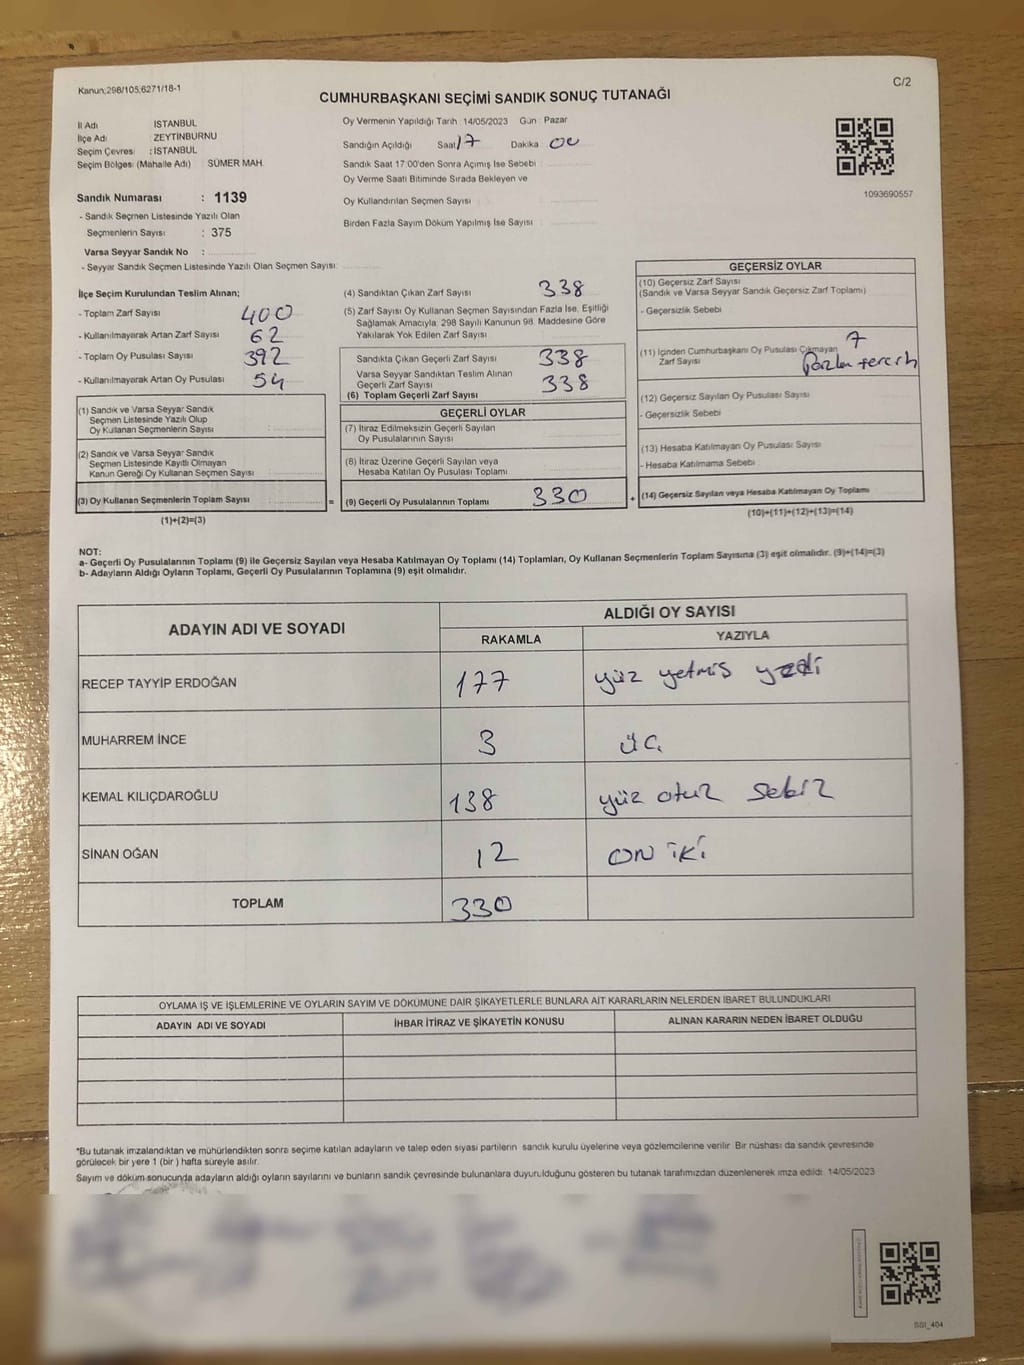 Kanun:298/105;6271/18-1
C/2
CUMHURBAŞKANI SEÇİMİ SANDIK SONUÇ TUTANAĞI
İl Adı İSTANBUL
İlçe Adı : ZEYTİNBURNU
Seçim Çevresi : İSTANBUL
Seçim Bölgesi (Mahalle Adı) SÜMER MAH.
Sandık Numarası : 1139
- Sandık Seçmen Listesinde Yazılı Olan
Seçmenlerin Sayısı : 375
Varsa Seyyar Sandık No :
- Seyyar Sandık Seçmen Listesinde Yazılı Olan Seçmen Sayısı:
Oy Vermenin Yapıldığı Tarih : 14/05/2023 Gün : Pazar
Sandığın Açıldığı Saat 17 Dakika 00
Sandık Saat 17:00'den Sonra Açılmış İse Sebebi :
Oy Verme Saati Bitiminde Sırada Bekleyen ve
Oy Kullandırılan Seçmen Sayısı :
Birden Fazla Sayım Döküm Yapılmış İse Sayısı :
1093690557
İlçe Seçim Kurulundan Teslim Alınan;
- Toplam Zarf Sayısı : 400
- Kullanılmayarak Artan Zarf Sayısı : 62
- Toplam Oy Pusulası Sayısı : 392
- Kullanılmayarak Artan Oy Pusulası : 54
(1) Sandık ve Varsa Seyyar Sandık
Seçmen Listesinde Yazılı Olup
Oy Kullanan Seçmenlerin Sayısı :
(2) Sandık ve Varsa Seyyar Sandık
Seçmen Listesinde Kayıtlı Olmayan
Kanun Gereği Oy Kullanan Seçmen Sayısı :
(3) Oy Kullanan Seçmenlerin Toplam Sayısı :
=
(1)+(2)=(3)
(4) Sandıktan Çıkan Zarf Sayısı 338
(5) Zarf Sayısı Oy Kullanan Seçmen Sayısından Fazla İse, Eşitliği
Sağlamak Amacıyla; 298 Sayılı Kanunun 98. Maddesine Göre
Yakılarak Yok Edilen Zarf Sayısı :
Sandıkta Çıkan Geçerli Zarf Sayısı 338
Varsa Seyyar Sandıktan Teslim Alınan
Geçerli Zarf Sayısı 338
(6) Toplam Geçerli Zarf Sayısı :
GEÇERLİ OYLAR
(7) İtiraz Edilmeksizin Geçerli Sayılan
Oy Pusulalarının Sayısı :
(8) İtiraz Üzerine Geçerli Sayılan veya
Hesaba Katılan Oy Pusulası Toplamı :
(9) Geçerli Oy Pusulalarının Toplamı 330
+
GEÇERSİZ OYLAR
(10) Geçersiz Zarf Sayısı :
(Sandık ve Varsa Seyyar Sandık Geçersiz Zarf Toplamı)
- Geçersizlik Sebebi :
(11) İçinden Cumhurbaşkanı Oy Pusulası Çıkmayan 7
Zarf Sayısı
(12) Geçersiz Sayılan Oy Pusulası Sayısı :
- Geçersizlik Sebebi :
(13) Hesaba Katılmayan Oy Pusulası Sayısı :
- Hesaba Katılmama Sebebi :
(14) Geçersiz Sayılan veya Hesaba Katılmayan Oy Toplamı
(10)+(11)+(12)+(13)=(14)
NOT:
a- Geçerli Oy Pusulalarının Toplamı (9) ile Geçersiz Sayılan veya Hesaba Katılmayan Oy Toplamı (14) Toplamları, Oy Kullanan Seçmenlerin Toplam Sayısına (3) eşit olmalıdır. (9)+(14)=(3)
b- Adayların Aldığı Oyların Toplamı, Geçerli Oy Pusulalarının Toplamına (9) eşit olmalıdır.
ADAYIN ADI VE SOYADI
ALDIĞI OY SAYISI
RAKAMLA YAZIYLA
RECEP TAYYİP ERDOĞAN 177 yüz yetmiş yedi
MUHARREM İNCE 3 üç
KEMAL KILIÇDAROĞLU 138 yüz otuz sekiz
SİNAN OĞAN 12 ON İKİ
TOPLAM 330
OYLAMA İŞ VE İŞLEMLERİNE VE OYLARIN SAYIM VE DÖKÜMÜNE DAİR ŞİKAYETLERLE BUNLARA AİT KARARLARIN NELERDEN İBARET BULUNDUKLARI
ADAYIN ADI VE SOYADI İHBAR İTİRAZ VE ŞİKAYETİN KONUSU ALINAN KARARIN NEDEN İBARET OLDUĞU
*Bu tutanak imzalandıktan ve mühürlendikten sonra seçime katılan adayların ve talep eden siyasi partilerin sandık kurulu üyelerine veya gözlemcilerine verilir. Bir nüshası da sandık çevresinde
görülecek bir yere 1 (bir ) hafta süreyle asılır.
Sayım ve döküm sonucunda adayların aldığı oyların sayılarını ve bunların sandık çevresinde bulunanlara duyurulduğunu gösteren bu tutanak tarafımızdan düzenlenerek imza edildi. 14/05/2023
SSI_404